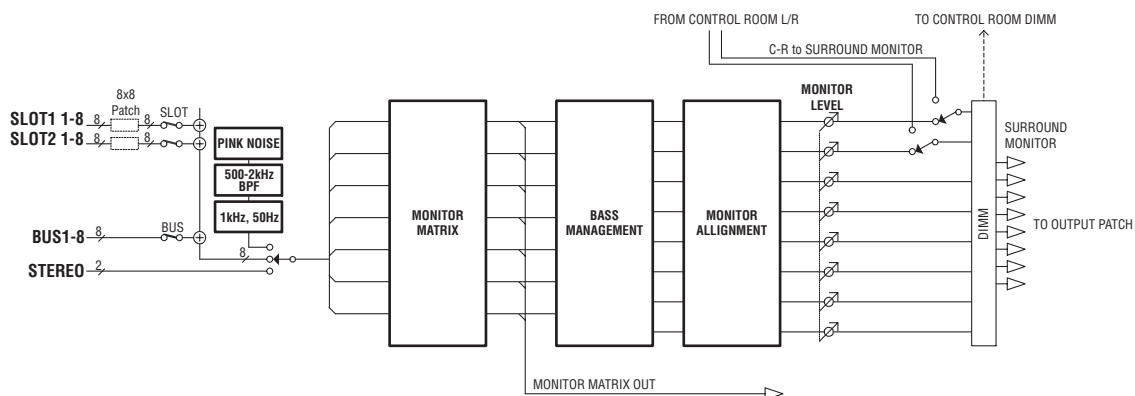 FROM CONTROL ROOM L/R
TO CONTROL ROOM DIMM
C-R to SURROUND MONITOR
8x8
Patch
SLOT
MONITOR
LEVEL
SLOT1 1-8
8
8
SLOT2 1-8
8
8
PINK NOISE
500-2kHz
BPF
1kHz, 50Hz
SURROUND
MONITOR
MONITOR
MATRIX
BASS
MANAGEMENT
MONITOR
ALLIGNMENT
DIMM
TO OUTPUT PATCH
BUS1-8
8
BUS
8
STEREO
2
MONITOR MATRIX OUT